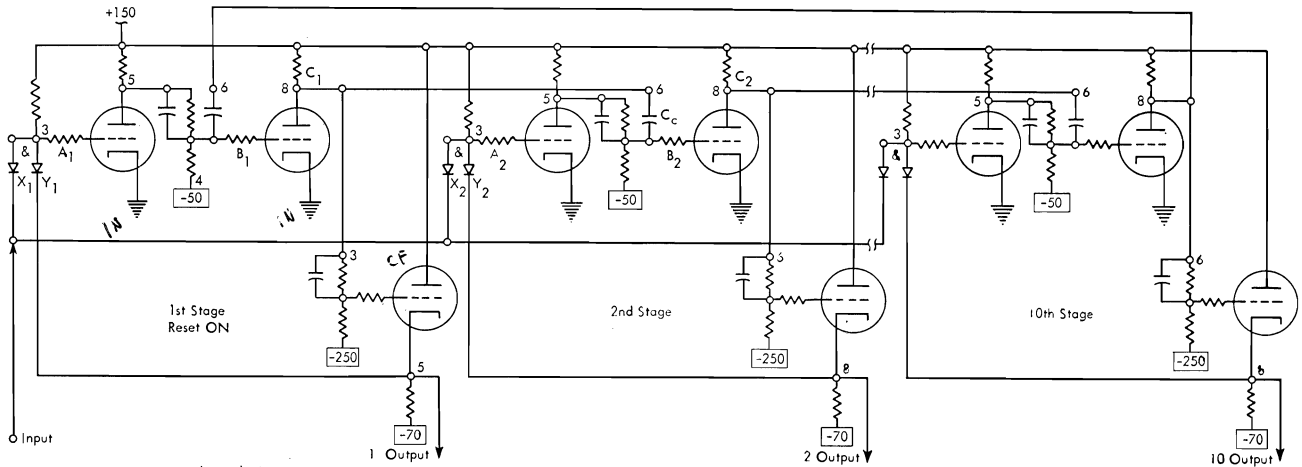 +150
5
6
8
C1
5
6
8
C2
Cc
5
6
8
3
&
A1
B1
3
&
A2
B2
3
&
X1
Y1
4
-50
X2
Y2
-50
-50
IN
IN
CF
3
6
6
1st Stage
Reset ON
2nd Stage
10th Stage
-250
-250
-250
5
8
8
Input
-70
-70
-70
1 Output
2 Output
10 Output